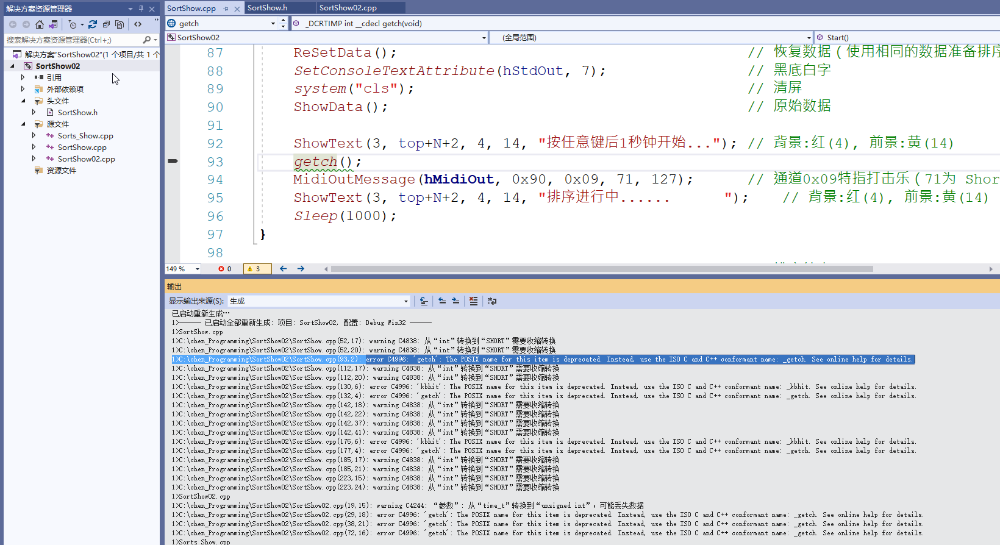 解决方案资源管理器
搜索解决方案资源管理器(Ctrl+;)
解决方案"SortShow02"(1 个项目/共 1 个
SortShow02
引用
外部依赖项
头文件
SortShow.h
源文件
Sorts_Show.cpp
SortShow.cpp
SortShow02.cpp
资源文件
SortShow.cpp SortShow.h SortShow02.cpp
getch _DCRTIMP int __cdecl getch(void)
SortShow02 (全局范围) Start()
87 ReSetData(); // 恢复数据(使用相同的数据准备排序
88 SetConsoleTextAttribute(hStdOut, 7); // 黑底白字
89 system("cls"); // 清屏
90 ShowData(); // 原始数据
91
92 ShowText(3, top+N+2, 4, 14, "按任意键后1秒钟开始..."); // 背景:红(4), 前景:黄(14)
93 getch();
94 MidiOutMessage(hMidiOut, 0x90, 0x09, 71, 127); // 通道0x09特指打击乐(71为 Shor
95 ShowText(3, top+N+2, 4, 14, "排序进行中...... "); // 背景:红(4), 前景:黄(14)
96 Sleep(1000);
97 }
98
149 % 0 3
输出
显示输出来源(S): 生成
已启动重新生成…
1>------ 已启动全部重新生成: 项目: SortShow02, 配置: Debug Win32 ------
1>SortShow.cpp
1>C:\chen_Programming\SortShow02\SortShow.cpp(52,17): warning C4838: 从“int”转换到“SHORT”需要收缩转换
1>C:\chen_Programming\SortShow02\SortShow.cpp(52,20): warning C4838: 从“int”转换到“SHORT”需要收缩转换
1>C:\chen_Programming\SortShow02\SortShow.cpp(93,2): error C4996: 'getch': The POSIX name for this item is deprecated. Instead, use the ISO C and C++ conformant name: _getch. See online help for details.
1>C:\chen_Programming\SortShow02\SortShow.cpp(112,17): warning C4838: 从“int”转换到“SHORT”需要收缩转换
1>C:\chen_Programming\SortShow02\SortShow.cpp(112,20): warning C4838: 从“int”转换到“SHORT”需要收缩转换
1>C:\chen_Programming\SortShow02\SortShow.cpp(130,6): error C4996: 'kbhit': The POSIX name for this item is deprecated. Instead, use the ISO C and C++ conformant name: _kbhit. See online help for details.
1>C:\chen_Programming\SortShow02\SortShow.cpp(132,4): error C4996: 'getch': The POSIX name for this item is deprecated. Instead, use the ISO C and C++ conformant name: _getch. See online help for details.
1>C:\chen_Programming\SortShow02\SortShow.cpp(142,18): warning C4838: 从“int”转换到“SHORT”需要收缩转换
1>C:\chen_Programming\SortShow02\SortShow.cpp(142,22): warning C4838: 从“int”转换到“SHORT”需要收缩转换
1>C:\chen_Programming\SortShow02\SortShow.cpp(142,37): warning C4838: 从“int”转换到“SHORT”需要收缩转换
1>C:\chen_Programming\SortShow02\SortShow.cpp(142,41): warning C4838: 从“int”转换到“SHORT”需要收缩转换
1>C:\chen_Programming\SortShow02\SortShow.cpp(175,6): error C4996: 'kbhit': The POSIX name for this item is deprecated. Instead, use the ISO C and C++ conformant name: _kbhit. See online help for details.
1>C:\chen_Programming\SortShow02\SortShow.cpp(177,4): error C4996: 'getch': The POSIX name for this item is deprecated. Instead, use the ISO C and C++ conformant name: _getch. See online help for details.
1>C:\chen_Programming\SortShow02\SortShow.cpp(185,17): warning C4838: 从“int”转换到“SHORT”需要收缩转换
1>C:\chen_Programming\SortShow02\SortShow.cpp(185,21): warning C4838: 从“int”转换到“SHORT”需要收缩转换
1>C:\chen_Programming\SortShow02\SortShow.cpp(223,15): warning C4838: 从“int”转换到“SHORT”需要收缩转换
1>C:\chen_Programming\SortShow02\SortShow.cpp(223,24): warning C4838: 从“int”转换到“SHORT”需要收缩转换
1>SortShow02.cpp
1>C:\chen_Programming\SortShow02\SortShow02.cpp(19,15): warning C4244: “参数”: 从“time_t”转换到“unsigned int”，可能丢失数据
1>C:\chen_Programming\SortShow02\SortShow02.cpp(29,18): error C4996: 'getch': The POSIX name for this item is deprecated. Instead, use the ISO C and C++ conformant name: _getch. See online help for details.
1>C:\chen_Programming\SortShow02\SortShow02.cpp(38,21): error C4996: 'getch': The POSIX name for this item is deprecated. Instead, use the ISO C and C++ conformant name: _getch. See online help for details.
1>C:\chen_Programming\SortShow02\SortShow02.cpp(72,16): error C4996: 'getch': The POSIX name for this item is deprecated. Instead, use the ISO C and C++ conformant name: _getch. See online help for details.
1>Sorts_Show.cpp